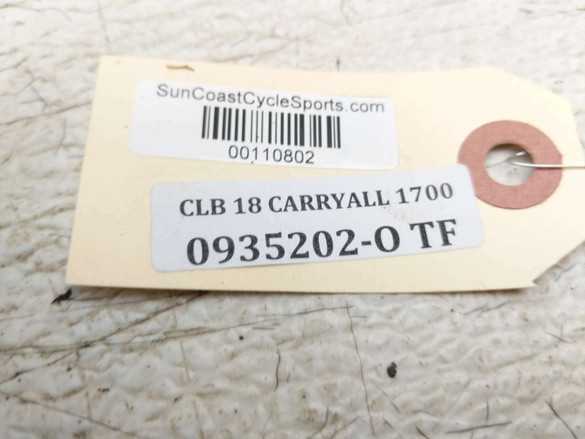 SunCoastCycleSports.com
00110802
CLB 18 CARRYALL 1700
0935202-O TF